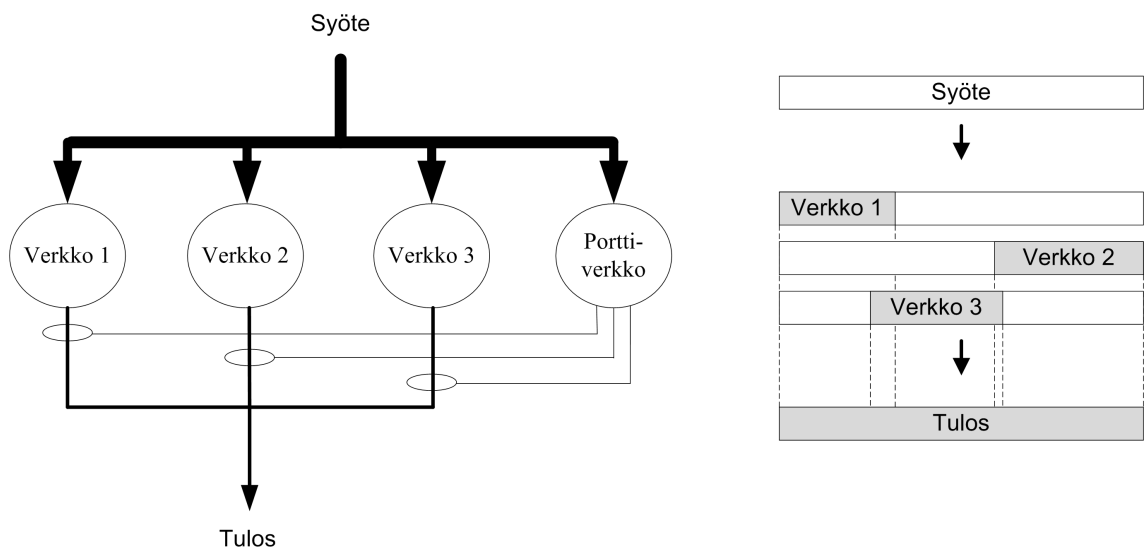 Syöte
Verkko 1
Verkko 2
Verkko 3
Portti-
verkko
Tulos
Syöte
Verkko 1
Verkko 2
Verkko 3
Tulos